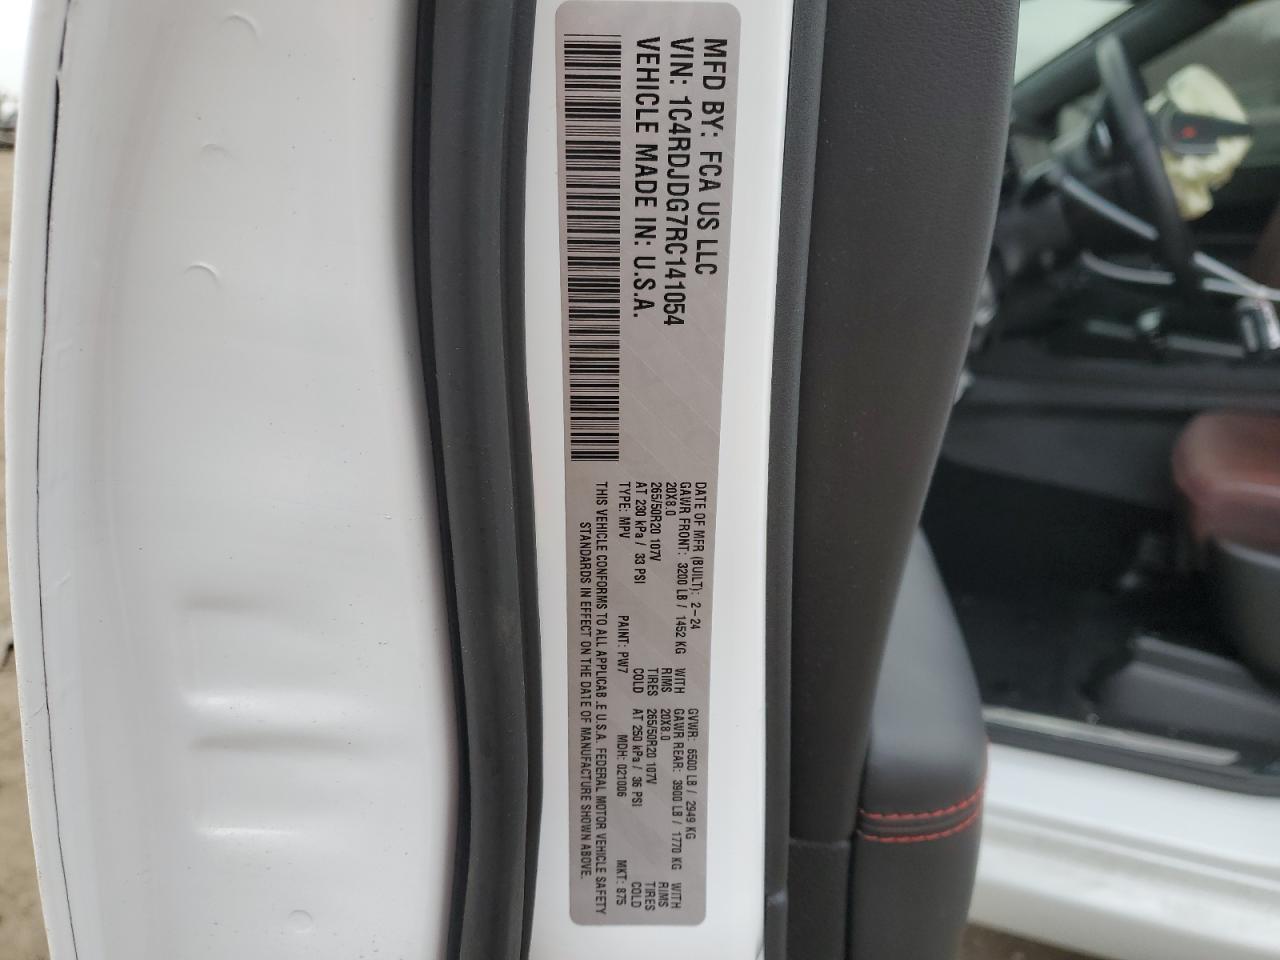 MFD BY: FCA US LLC
VIN: 1C4RDJDG7RC141054
VEHICLE MADE IN: U.S.A.
DATE OF MFR (BUILT): 2-24 GVWR: 6500 LB / 2949 KG
GAWR FRONT: 3200 LB / 1452 KG WITH GAWR REAR: 3900 LB / 1770 KG WITH
20X8.0 RIMS 20X8.0 RIMS
265/50R20 107V TIRES 265/50R20 107V TIRES
AT 230 kPa / 33 PSI COLD AT 250 kPa / 36 PSI COLD
TYPE: MPV PAINT: PW7 MDH: 021006 MKT: 875
THIS VEHICLE CONFORMS TO ALL APPLICAB.E U.S.A. FEDERAL MOTOR VEHICLE SAFETY
STANDARDS IN EFFECT ON THE DATE OF MANUFACTURE SHOWN ABOVE.